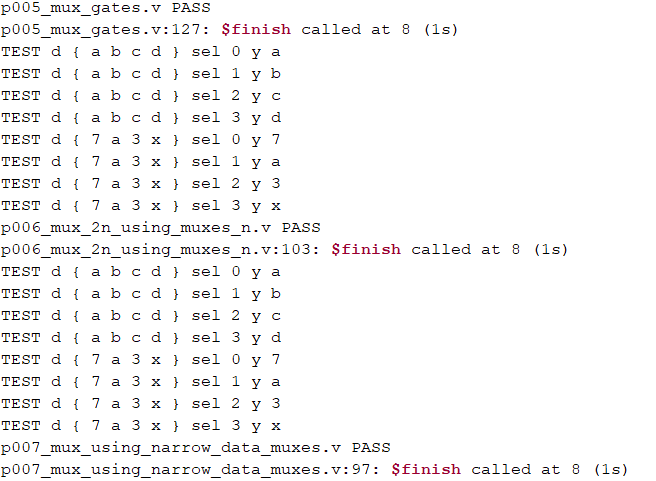 p005_mux_gates.v PASS
p005_mux_gates.v:127: $finish called at 8 (1s)
TEST d { a b c d } sel 0 y a
TEST d { a b c d } sel 1 y b
TEST d { a b c d } sel 2 y c
TEST d { a b c d } sel 3 y d
TEST d { 7 a 3 x } sel 0 y 7
TEST d { 7 a 3 x } sel 1 y a
TEST d { 7 a 3 x } sel 2 y 3
TEST d { 7 a 3 x } sel 3 y x
p006_mux_2n_using_muxes_n.v PASS
p006_mux_2n_using_muxes_n.v:103: $finish called at 8 (1s)
TEST d { a b c d } sel 0 y a
TEST d { a b c d } sel 1 y b
TEST d { a b c d } sel 2 y c
TEST d { a b c d } sel 3 y d
TEST d { 7 a 3 x } sel 0 y 7
TEST d { 7 a 3 x } sel 1 y a
TEST d { 7 a 3 x } sel 2 y 3
TEST d { 7 a 3 x } sel 3 y x
p007_mux_using_narrow_data_muxes.v PASS
p007_mux_using_narrow_data_muxes.v:97: $finish called at 8 (1s)